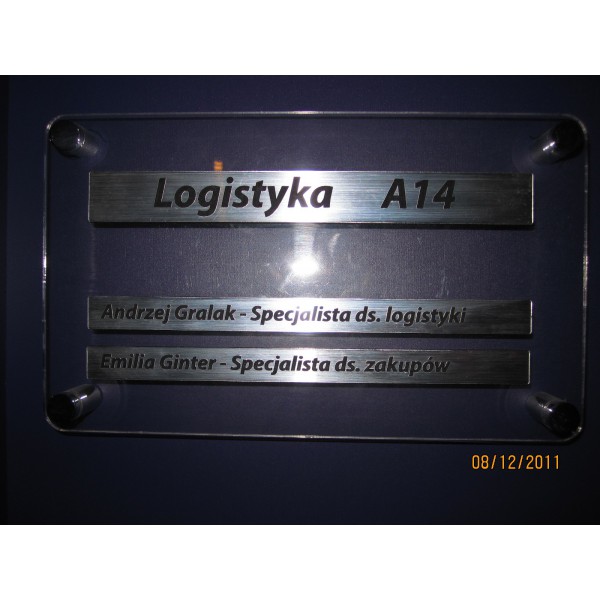 Logistyka A14
Andrzej Gralak - Specjalista ds. logistyki
Emilia Ginter - Specjalista ds. zakupów
08/12/2011